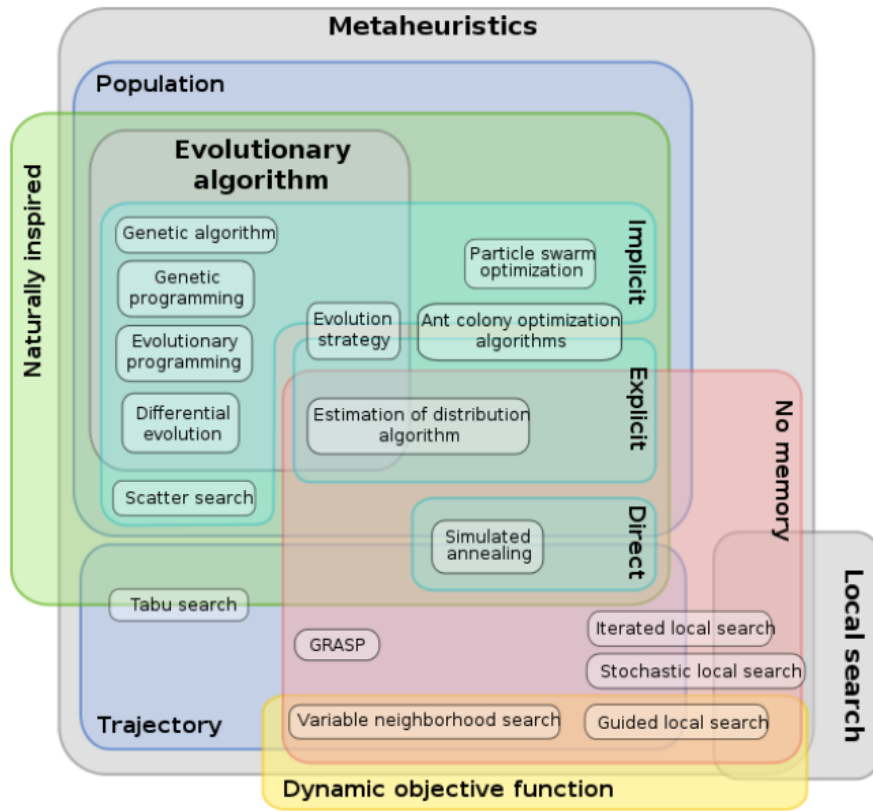 Metaheuristics
Population
Naturally inspired
Evolutionary
algorithm
Implicit
Genetic algorithm
Particle swarm
optimization
Genetic
programming
Evolution
strategy
Ant colony optimization
algorithms
Evolutionary
programming
Explicit
No memory
Differential
evolution
Estimation of distribution
algorithm
Scatter search
Direct
Simulated
annealing
Local search
Tabu search
GRASP
Iterated local search
Stochastic local search
Trajectory
Variable neighborhood search
Guided local search
Dynamic objective function